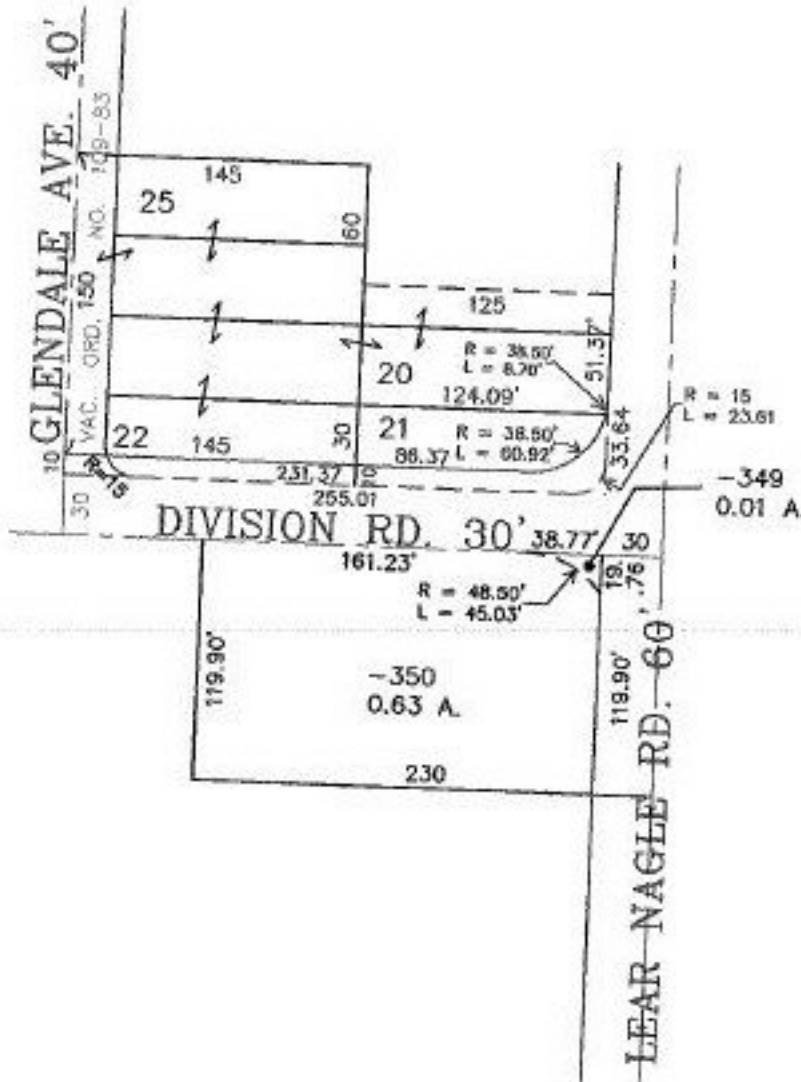 GLENDALE AVE. 40'
VAC. ORD. NO. 109-83
150
145
25
60
125
51.37'
R = 38.50'
L = 8.70'
20
124.09'
R = 15
L = 23.61
21
R = 38.50'
L = 60.92'
33.64
22
145
30
86.37
10
R=15
231.37
10
255.01
30
-349
0.01 A.
DIVISION RD. 30'
38.77'
30
161.23'
19.76'
R = 48.50'
L = 45.03'
119.90'
-350
0.63 A.
119.90'
230
LEAR NAGLE RD. 60'